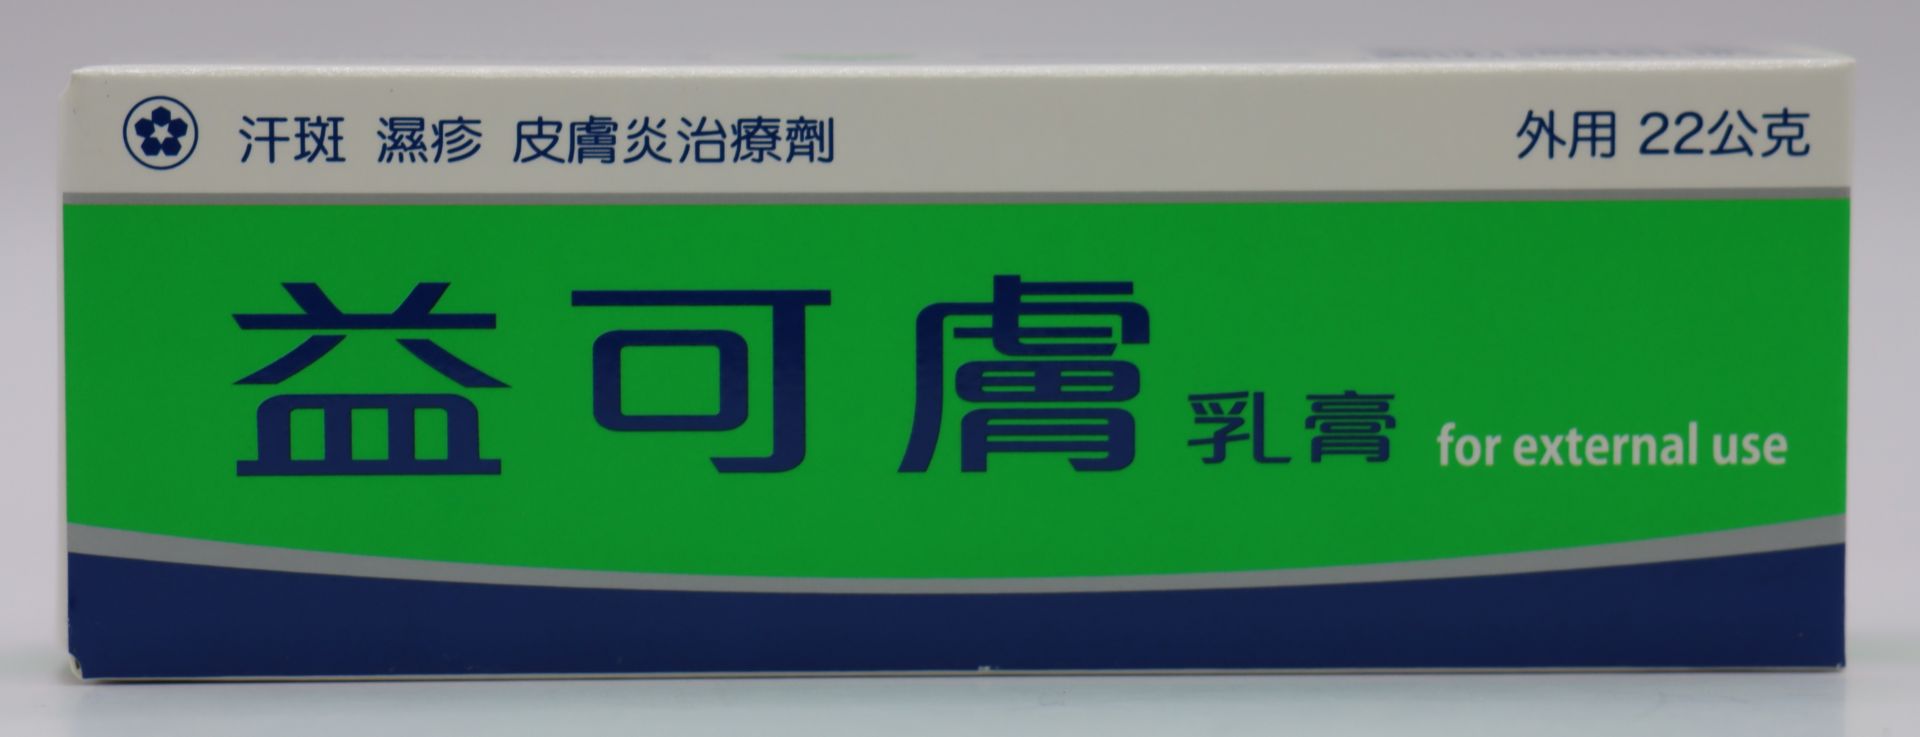 汗斑 濕疹 皮膚炎治療劑
外用 22公克
益可膚 乳膏 for external use